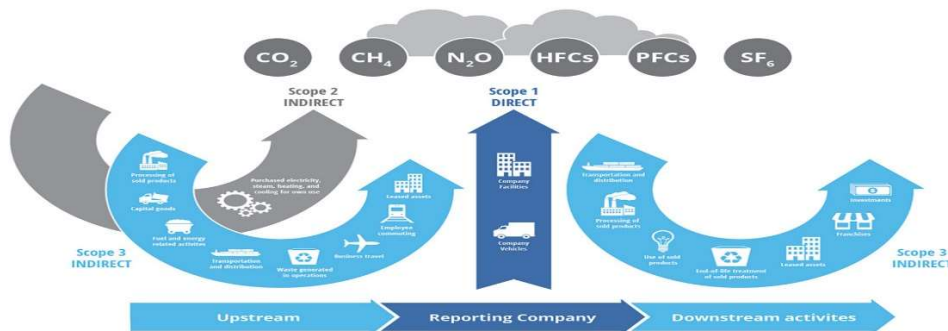 CO2
CH4
N2O
HFCs
PFCs
SF6
Scope 2
INDIRECT
Scope 1
DIRECT
Purchased electricity,
steam, heating, and
cooling for own use
Processing of
sold products
Capital goods
Fuel and energy
related activities
Transportation
and distribution
Waste generated
in operations
Business travel
Employee
commuting
Leased assets
Scope 3
INDIRECT
Company
Facilities
Company
Vehicles
Transportation and
distribution
Processing of
sold products
Use of sold
products
End-of-life treatment
of sold products
Leased assets
Franchises
Investments
Scope 3
INDIRECT
Upstream
Reporting Company
Downstream activites